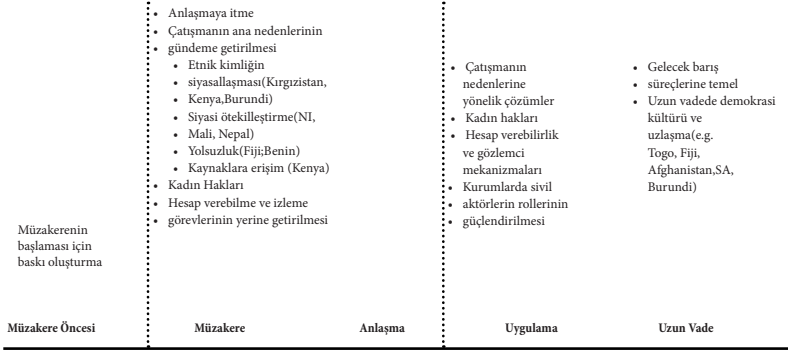 Müzakerenin
başlaması için
baskı oluşturma
• Anlaşmaya itme
• Çatışmanın ana nedenlerinin
• gündeme getirilmesi
• Etnik kimliğin
• siyasallaşması(Kırgızistan,
• Kenya,Burundi)
• Siyasi ötekilleştirme(NI,
• Mali, Nepal)
• Yolsuzluk(Fiji;Benin)
• Kaynaklara erişim (Kenya)
• Kadın Hakları
• Hesap verebilme ve izleme
• görevlerinin yerine getirilmesi
• Çatışmanın
nedenlerine
yönelik çözümler
• Kadın hakları
• Hesap verebilirlik
ve gözlemci
mekanizmaları
• Kurumlarda sivil
• aktörlerin rollerinin
• güçlendirilmesi
• Gelecek barış
• süreçlerine temel
• Uzun vadede demokrasi
kültürü ve
uzlaşma(e.g.
Togo, Fiji,
Afghanistan,SA,
Burundi)
Müzakere Öncesi
Müzakere
Anlaşma
Uygulama
Uzun Vade